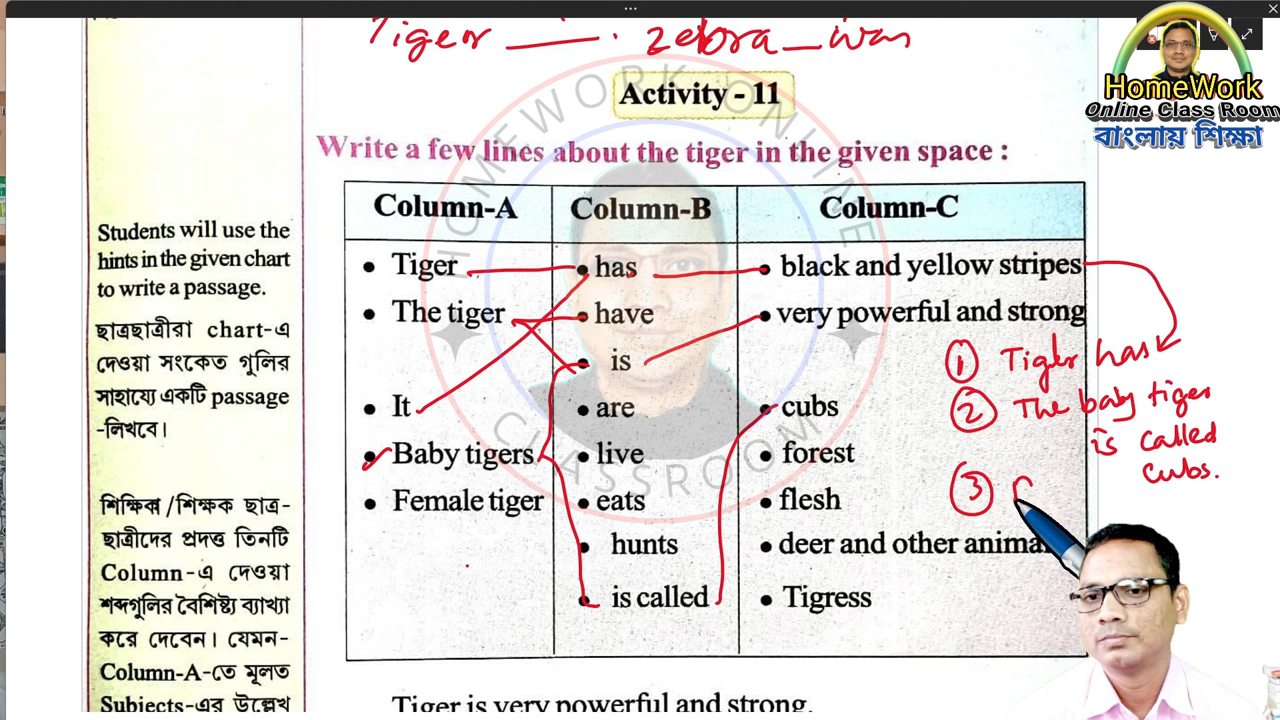 Tiger ___. zebra _ was
Activity - 11
Write a few lines about the tiger in the given space :
Column-A Column-B Column-C
• Tiger • has • black and yellow stripes
• The tiger • have • very powerful and strong
• is
• It • are • cubs
• Baby tigers • live • forest
• Female tiger • eats • flesh
• hunts • deer and other
• is called • Tigress
Tiger is very powerful and strong.
① Tiger has
② The baby tiger
is called
cubs.
③
Students will use the
hints in the given chart
to write a passage.
ছাত্রছাত্রীরা chart-এ
দেওয়া সংকেত গুলির
সাহায্যে একটি passage
-লিখবে।
শিক্ষিকা /শিক্ষক ছাত্র-
ছাত্রীদের প্রদত্ত তিনটি
Column-এ দেওয়া
শব্দগুলির বৈশিষ্ট্য ব্যাখ্যা
করে দেবেন। যেমন-
Column-A-তে মূলত
Subjects-এর উল্লেখ
HomeWork
Online Class Room
বাংলায় শিক্ষা
HOMEWORK ONLINE
CLASSROOM